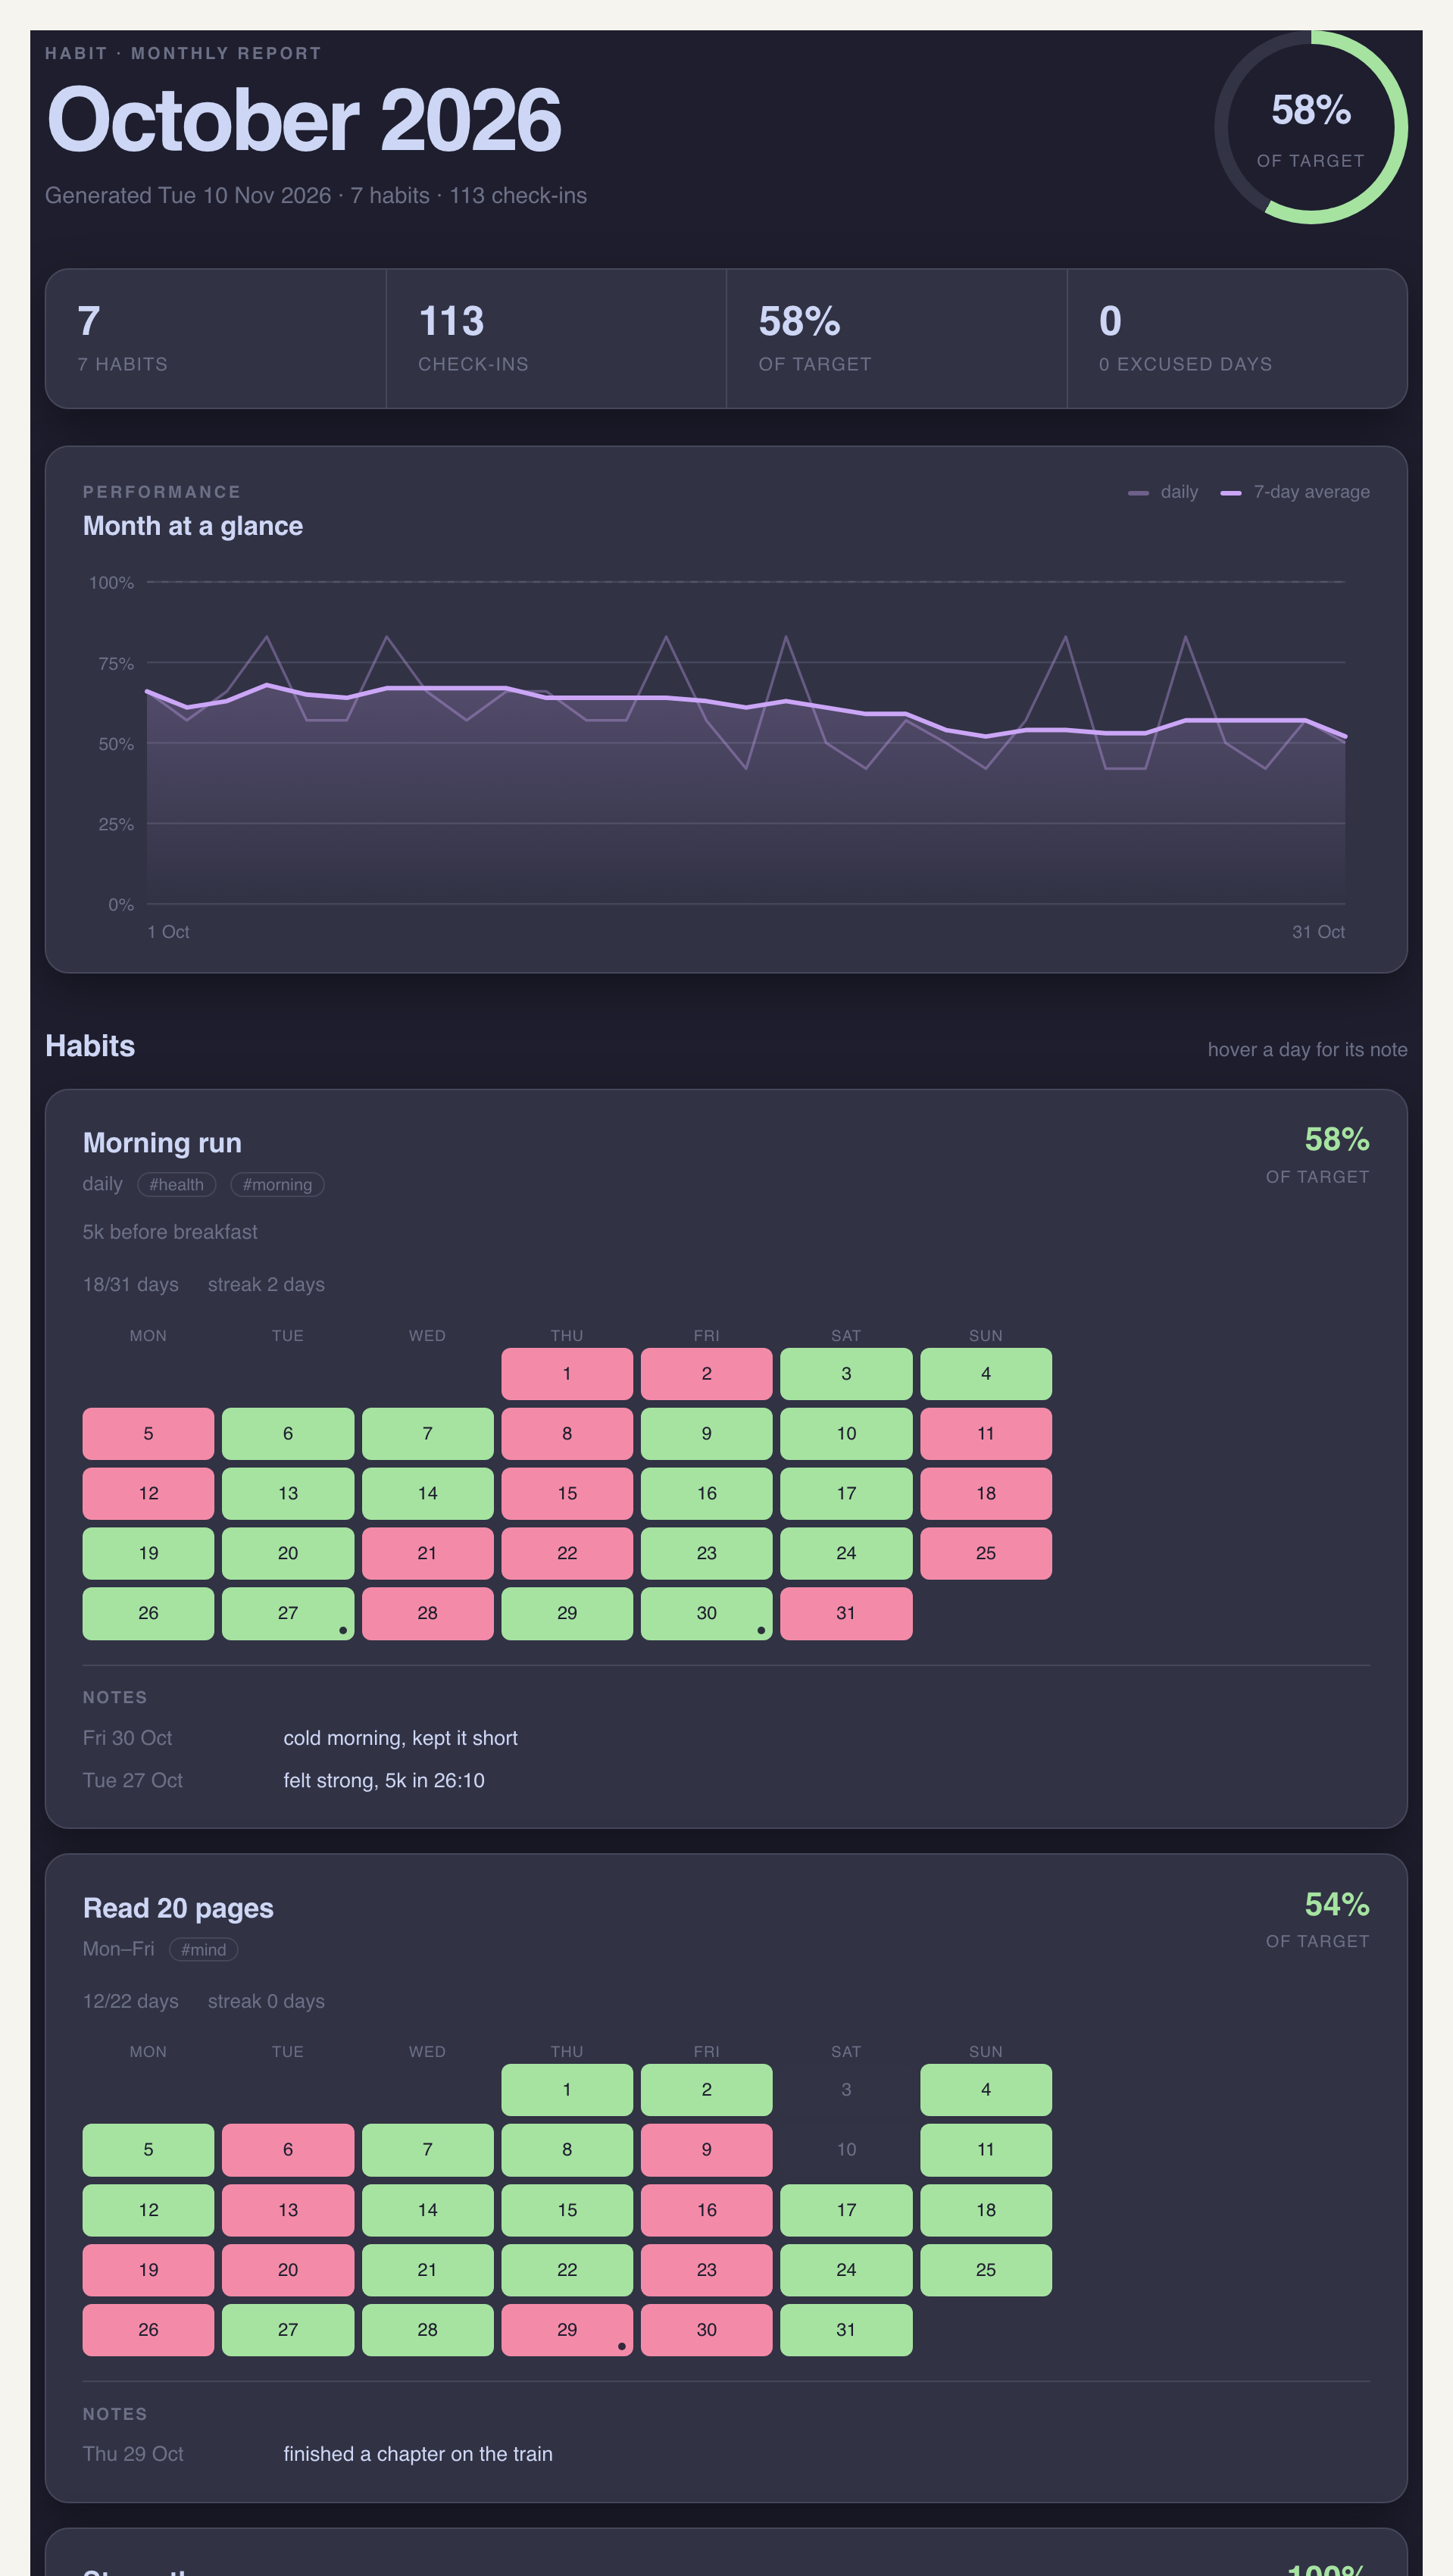 HABIT · MONTHLY REPORT
October 2026
Generated Tue 10 Nov 2026 · 7 habits · 113 check-ins
58%
OF TARGET
7
7 HABITS
113
CHECK-INS
58%
OF TARGET
0
0 EXCUSED DAYS
PERFORMANCE
Month at a glance
daily 7-day average
100%
75%
50%
25%
0%
1 Oct 31 Oct
Habits
hover a day for its note
Morning run
58%
OF TARGET
daily #health #morning
5k before breakfast
18/31 days streak 2 days
MON TUE WED THU FRI SAT SUN
1 2 3 4
5 6 7 8 9 10 11
12 13 14 15 16 17 18
19 20 21 22 23 24 25
26 27 28 29 30 31
NOTES
Fri 30 Oct cold morning, kept it short
Tue 27 Oct felt strong, 5k in 26:10
Read 20 pages
54%
OF TARGET
Mon–Fri #mind
12/22 days streak 0 days
MON TUE WED THU FRI SAT SUN
1 2 3 4
5 6 7 8 9 10 11
12 13 14 15 16 17 18
19 20 21 22 23 24 25
26 27 28 29 30 31
NOTES
Thu 29 Oct finished a chapter on the train
100%